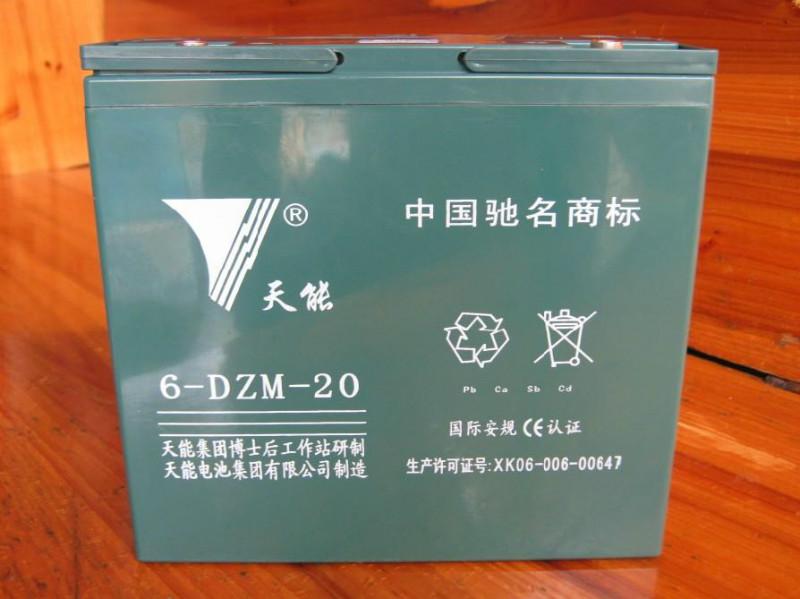 ®
天能
中国驰名商标
6-DZM-20
Pb Ca Sb Cd
天能集团博士后工作站研制
天能电池集团有限公司制造
国际安规CE认证
生产许可证号:XK06-006-00647